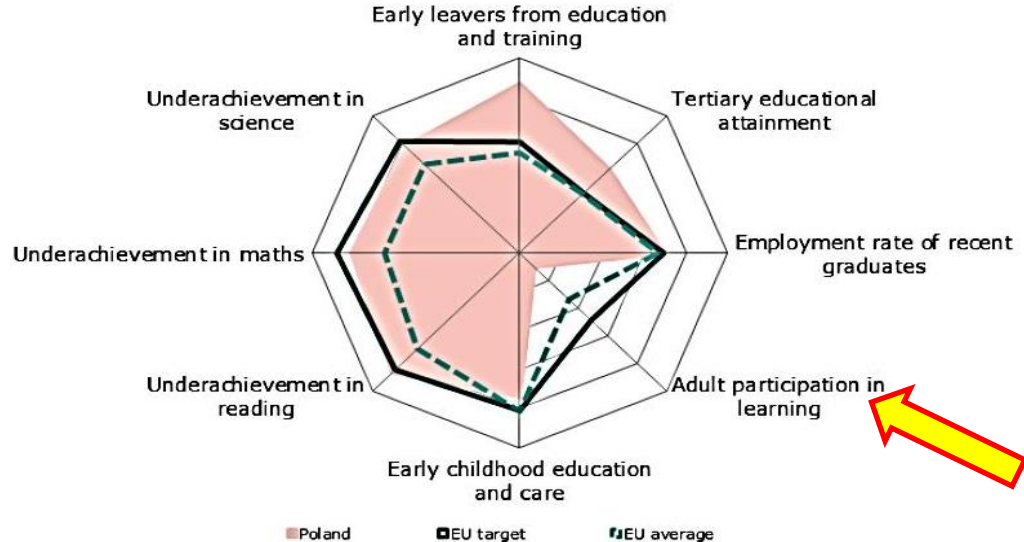 Early leavers from education
and training
Underachievement in
science
Tertiary educational
attainment
Underachievement in maths
Employment rate of recent
graduates
Underachievement in
reading
Adult participation in
learning
Early childhood education
and care
Poland
EU target
EU average